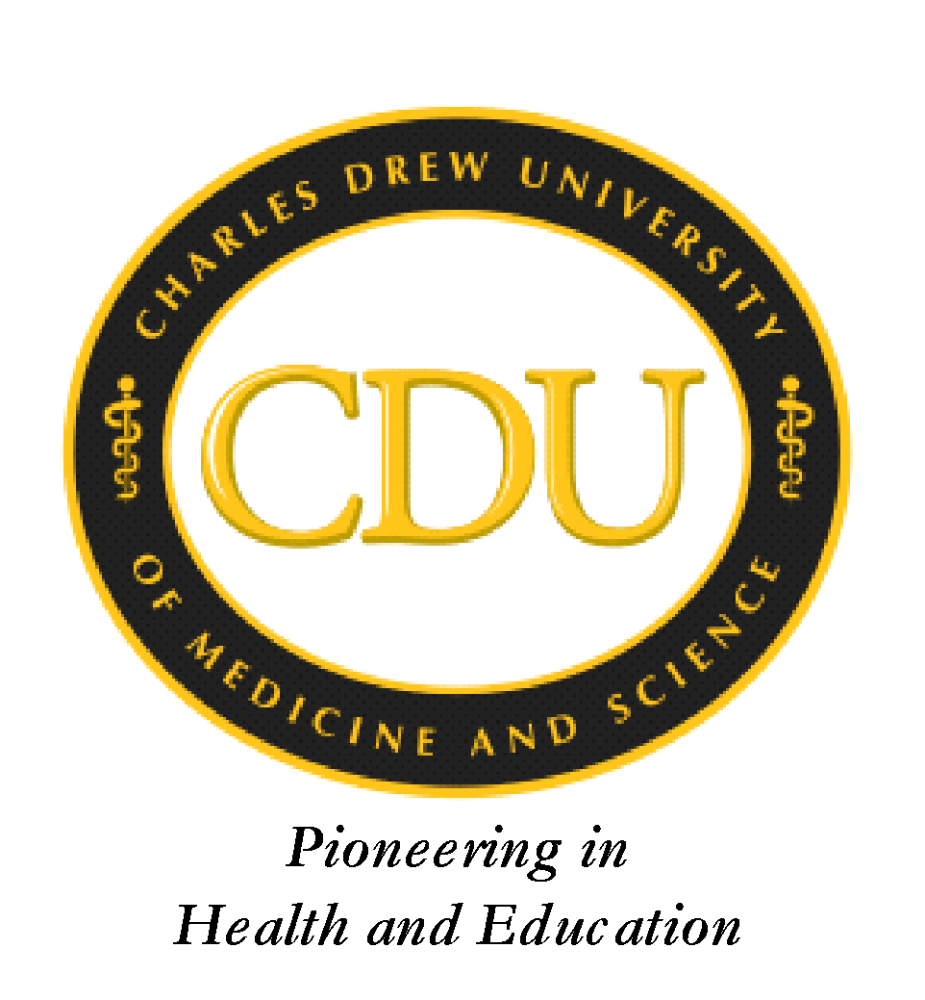 CHARLES DREW UNIVERSITY
CDU
OF MEDICINE AND SCIENCE
Pioneering in
Health and Education